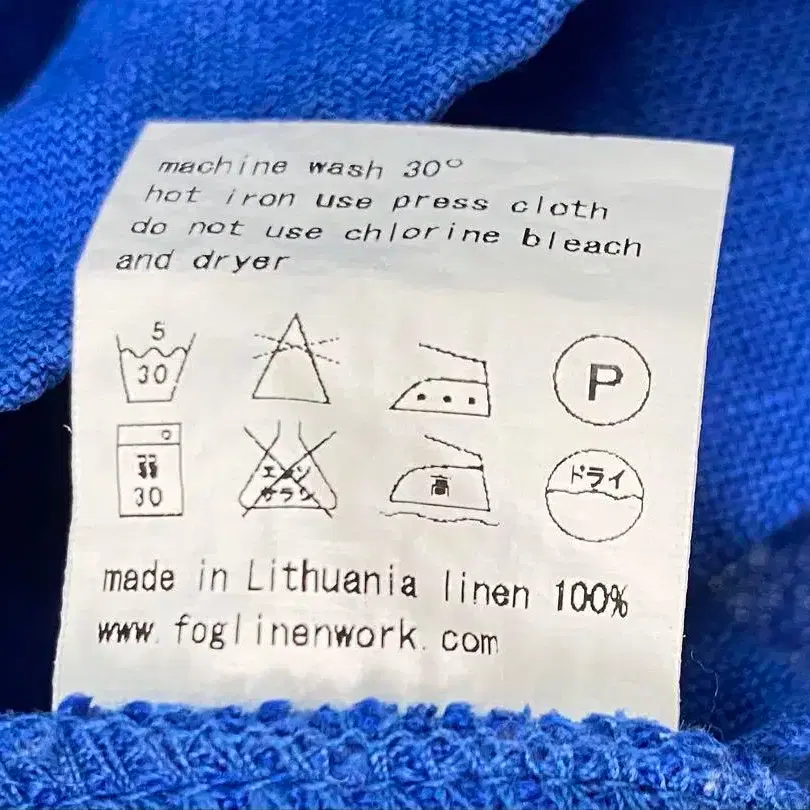 machine wash 30°
hot iron use press cloth
do not use chlorine bleach
and dryer
5
30
P
弱
30
エンソ
サラシ
高
ドライ
made in Lithuania linen 100%
www.foglinenwork.com